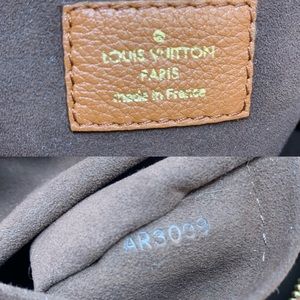 LOUIS VUITTON
PARIS
made in France
AR3009